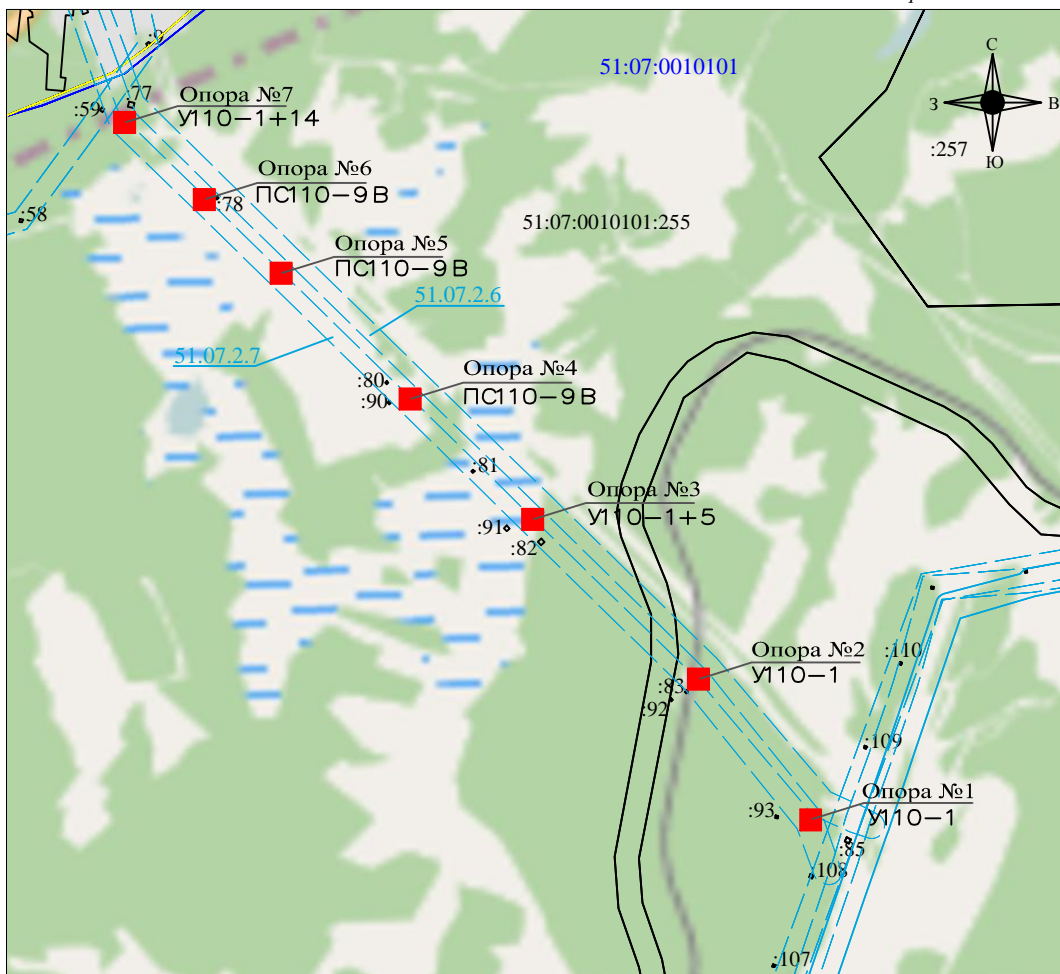 :9
51:07:0010101
С
З
В
Ю
:77
:59
Опора №7
У110-1+14
:257
Опора №6
ПС110-9В
:78
:58
51:07:0010101:255
Опора №5
ПС110-9В
51.07.2.6
51.07.2.7
Опора №4
ПС110-9В
:80
:90
:81
Опора №3
У110-1+5
:91
:82
Опора №2
У110-1
:110
:83
:92
:109
Опора №1
У110-1
:93
:85
:108
:107